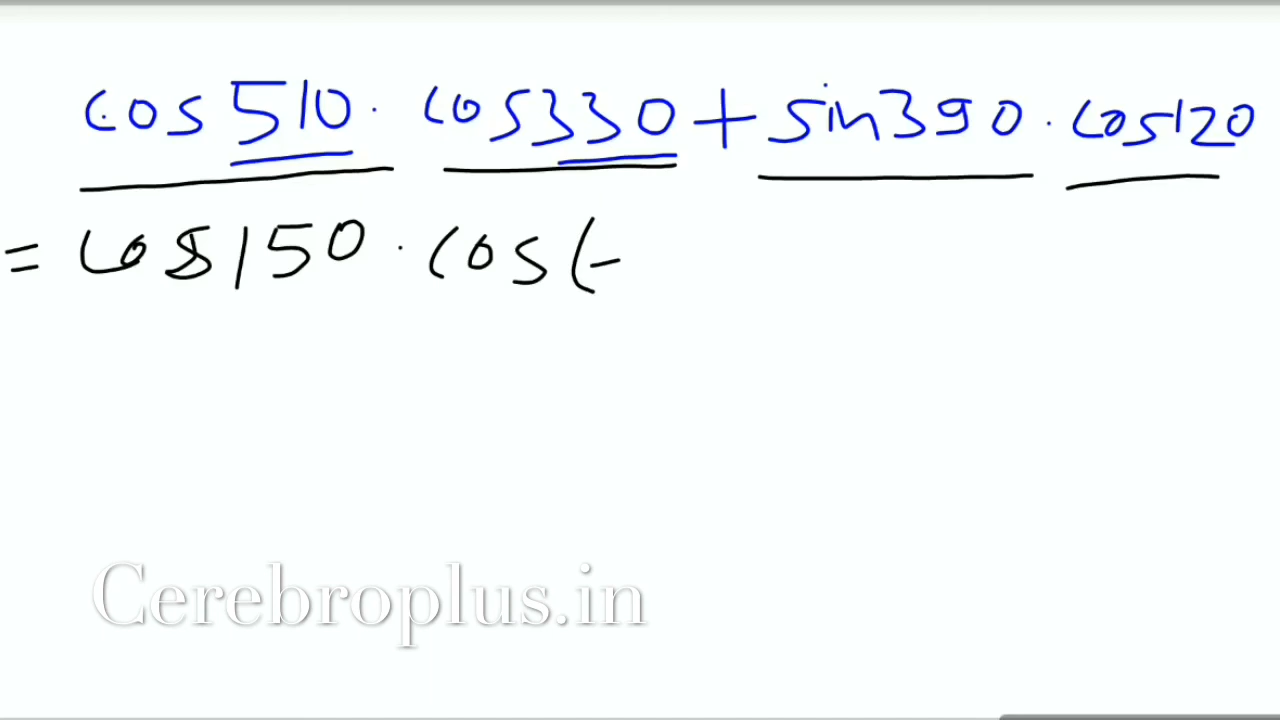 cos 510 · cos 330 + sin 390 · cos 120
= cos 150 · cos (-
Cerebroplus.in